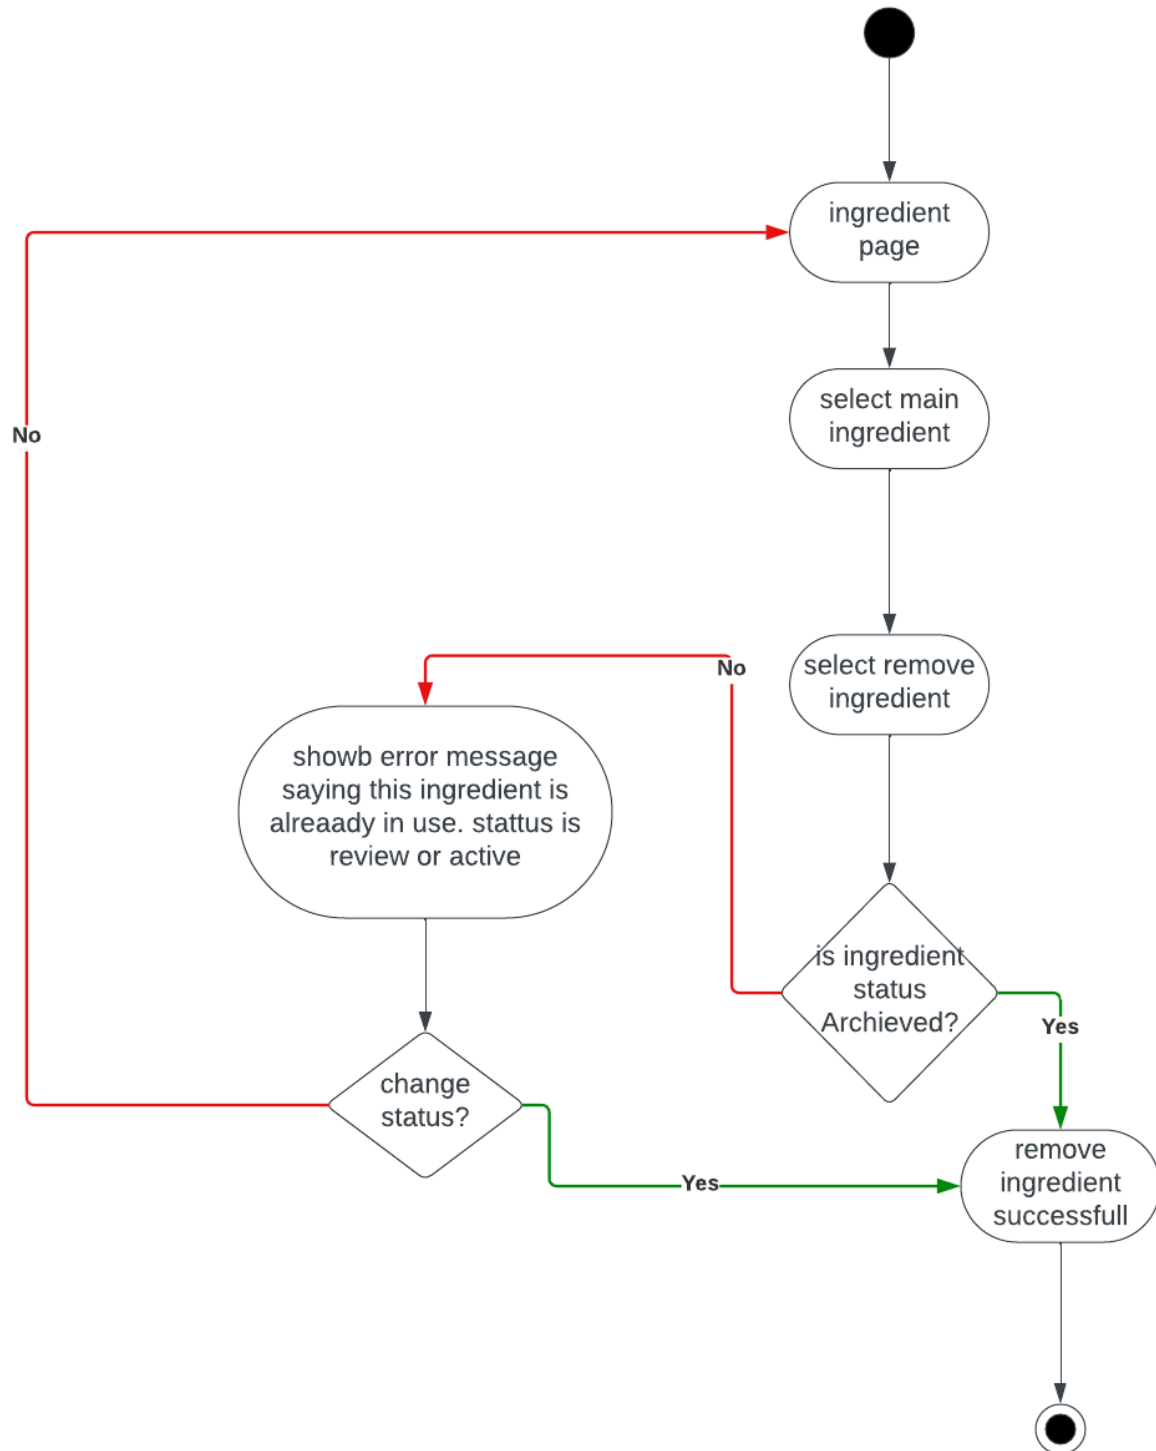 ingredient
page
select main
ingredient
No
select remove
ingredient
No
showb error message
saying this ingredient is
alreaady in use. stattus is
review or active
is ingredient
status
Archieved?
Yes
change
status?
Yes
remove
ingredient
successfull